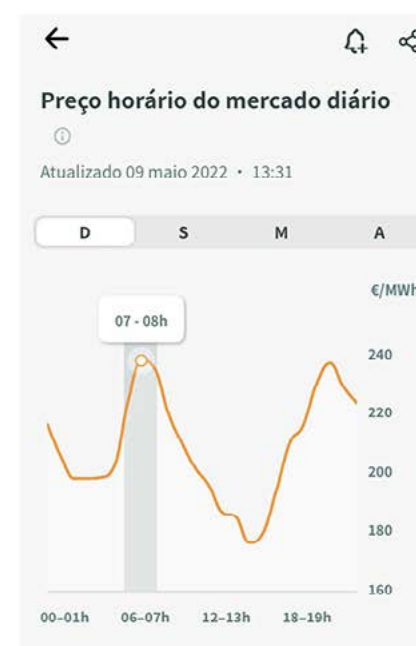 Preço horário do mercado diário
Atualizado 09 maio 2022 • 13:31
D S M A
€/MWh
07 - 08h
240
220
200
180
160
00-01h 06-07h 12-13h 18-19h